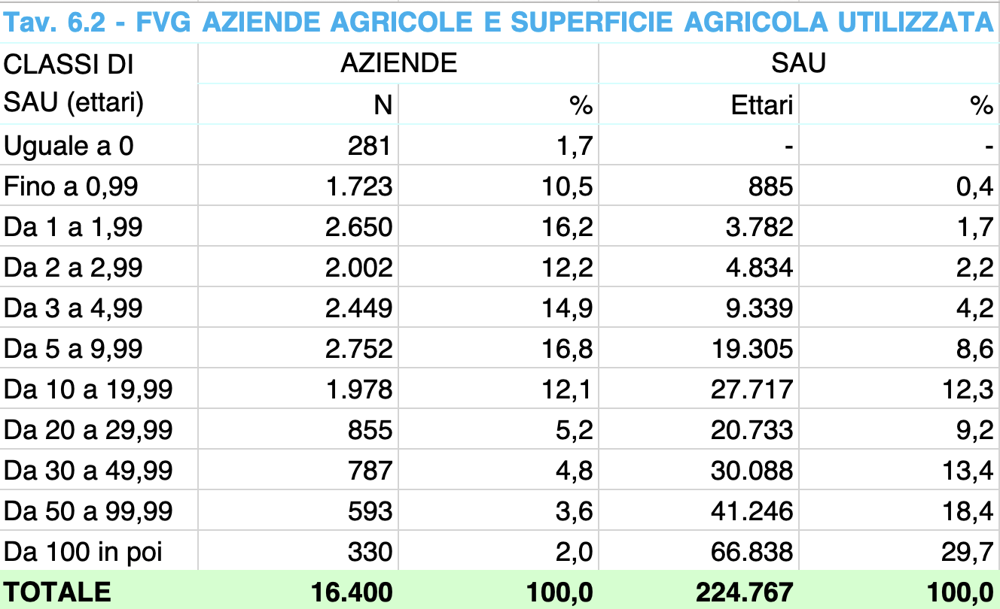 Tav. 6.2 - FVG AZIENDE AGRICOLE E SUPERFICIE AGRICOLA UTILIZZATA
CLASSI DI AZIENDE SAU
SAU (ettari) N % Ettari %
Uguale a 0 281 1,7 - -
Fino a 0,99 1.723 10,5 885 0,4
Da 1 a 1,99 2.650 16,2 3.782 1,7
Da 2 a 2,99 2.002 12,2 4.834 2,2
Da 3 a 4,99 2.449 14,9 9.339 4,2
Da 5 a 9,99 2.752 16,8 19.305 8,6
Da 10 a 19,99 1.978 12,1 27.717 12,3
Da 20 a 29,99 855 5,2 20.733 9,2
Da 30 a 49,99 787 4,8 30.088 13,4
Da 50 a 99,99 593 3,6 41.246 18,4
Da 100 in poi 330 2,0 66.838 29,7
TOTALE 16.400 100,0 224.767 100,0